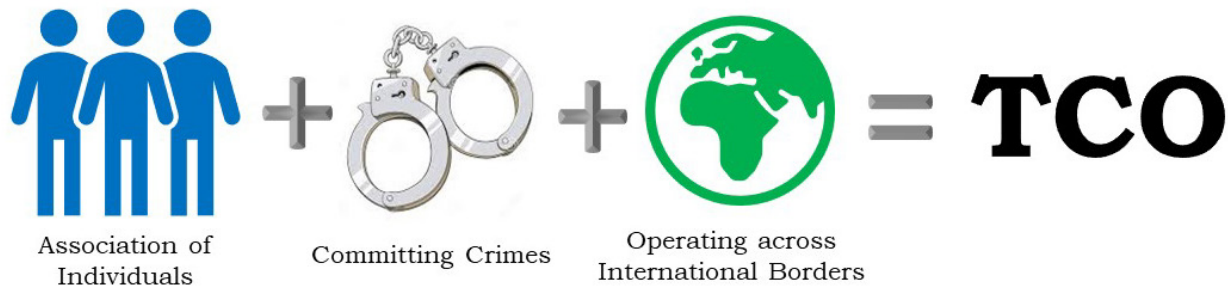 TCO
Association of
Individuals
Committing Crimes
Operating across
International Borders